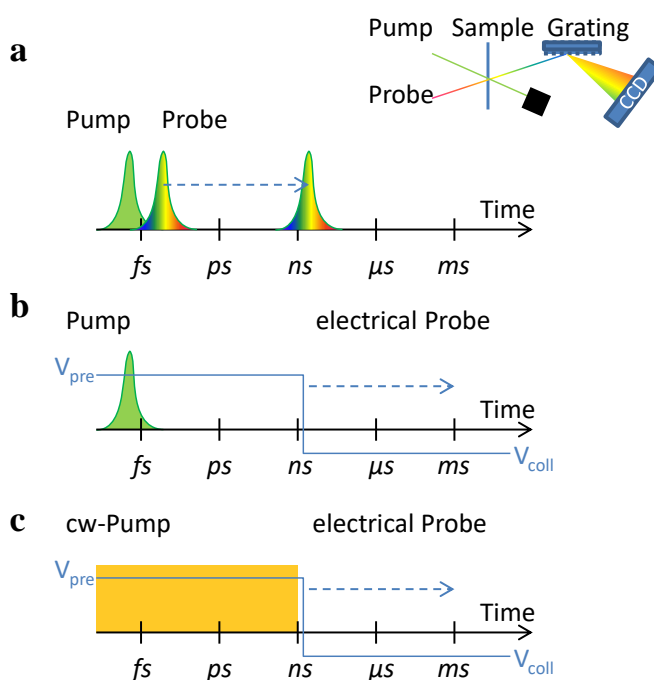 a
Pump Sample Grating
Probe
CCD
Pump Probe
Time
fs ps ns μs ms
b
Pump electrical Probe
Vpre
Time
fs ps ns μs ms
Vcoll
c
cw-Pump electrical Probe
Vpre
Time
fs ps ns μs ms
Vcoll